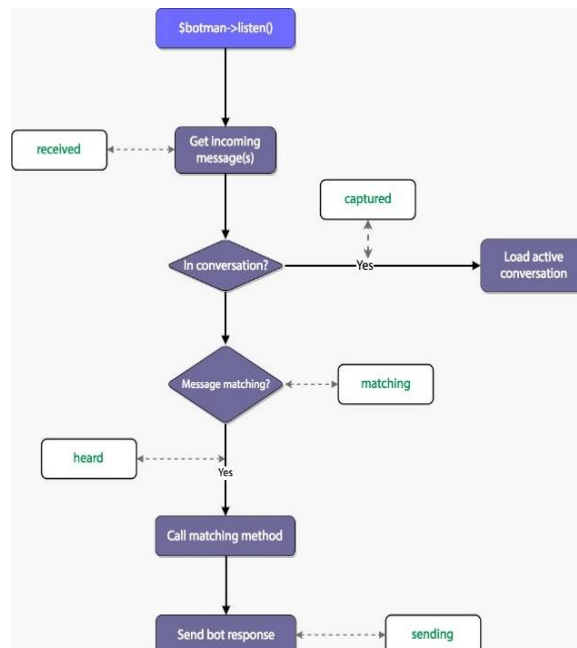 $botman->listen()
received
Get incoming
message(s)
captured
In conversation?
Yes
Load active
conversation
Message matching?
matching
heard
Yes
Call matching method
Send bot response
sending